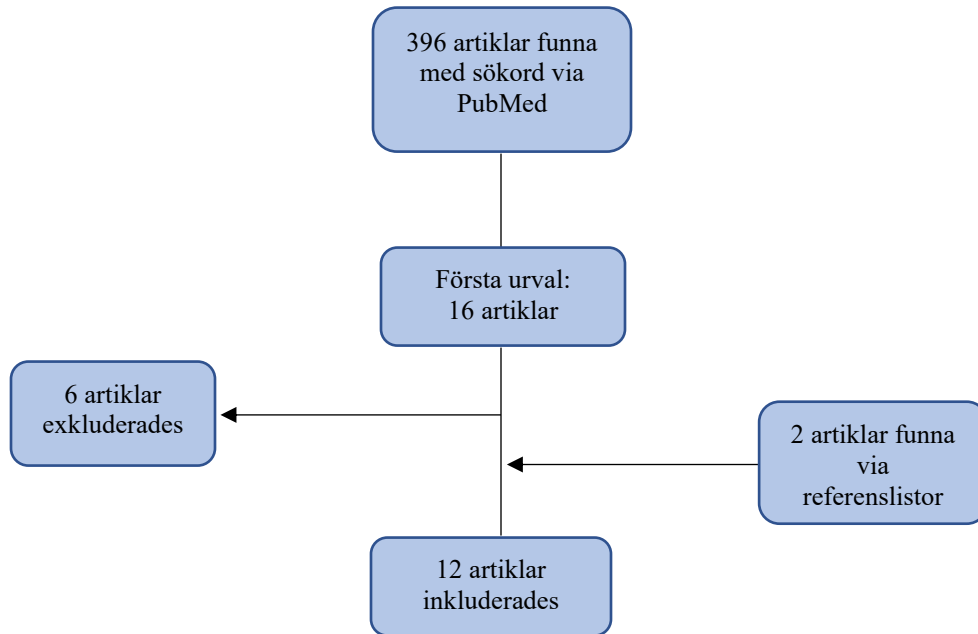 396 artiklar funna
med sökord via
PubMed
Första urval:
16 artiklar
6 artiklar
exkluderades
2 artiklar funna
via
referenslistor
12 artiklar
inkluderades